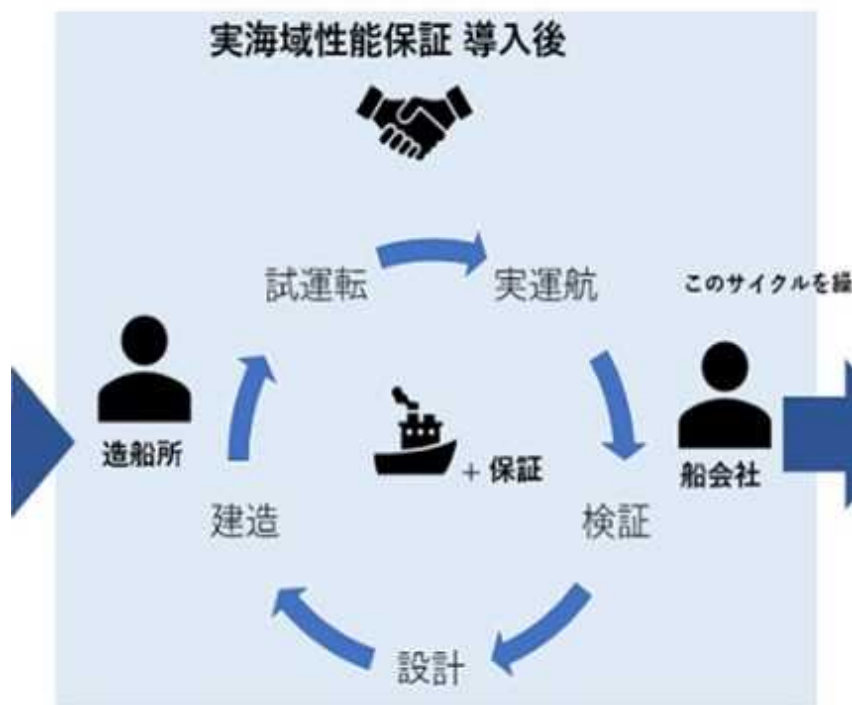 実海域性能保証 導入後
試運転
実運航
このサイクルを繰
造船所
船会社
+ 保証
建造
検証
設計